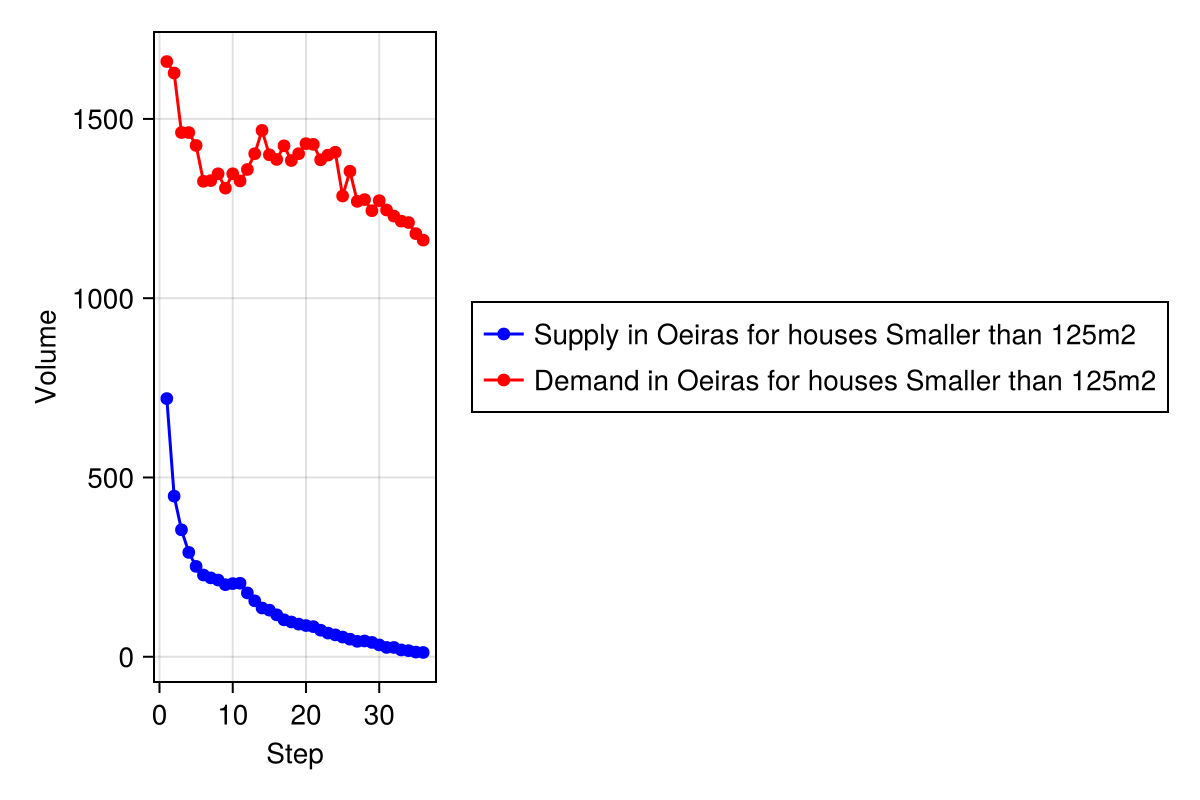 Volume
1500
1000
500
0
0 10 20 30
Step
Supply in Oeiras for houses Smaller than 125m2
Demand in Oeiras for houses Smaller than 125m2